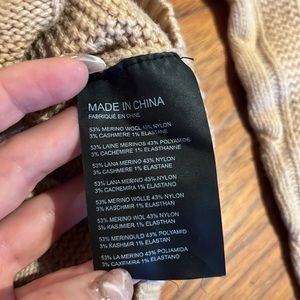 MADE IN CHINA
FABRIQUÉ EN CHINE
53% MERINO WOOL 43% NYLON
3% CASHMERE 1% ELASTANE
53% LAINE MERINOS 43% POLYAMIDE
3% CACHEMIRE 1% ELASTHANNE
53% LANA MERINO 43% NYLON
3% CASHMERE 1% ELASTANO
53% LANA MERINO 43% NYLON
3% CACHEMIRA 1% ELASTANO
53% MERINO WOLLE 43% NYLON
3% KASCHMIR 1% ELASTHAN
53% MERINO WOL 43% NYLON
3% KASJMIER 1% ELASTHAN
53% MERINOULD 43% POLYAMID
3% KASHMIR 1% ELASTAN
53% LA MERINO 43% POLIAMIDA
3% 1% ELASTANO